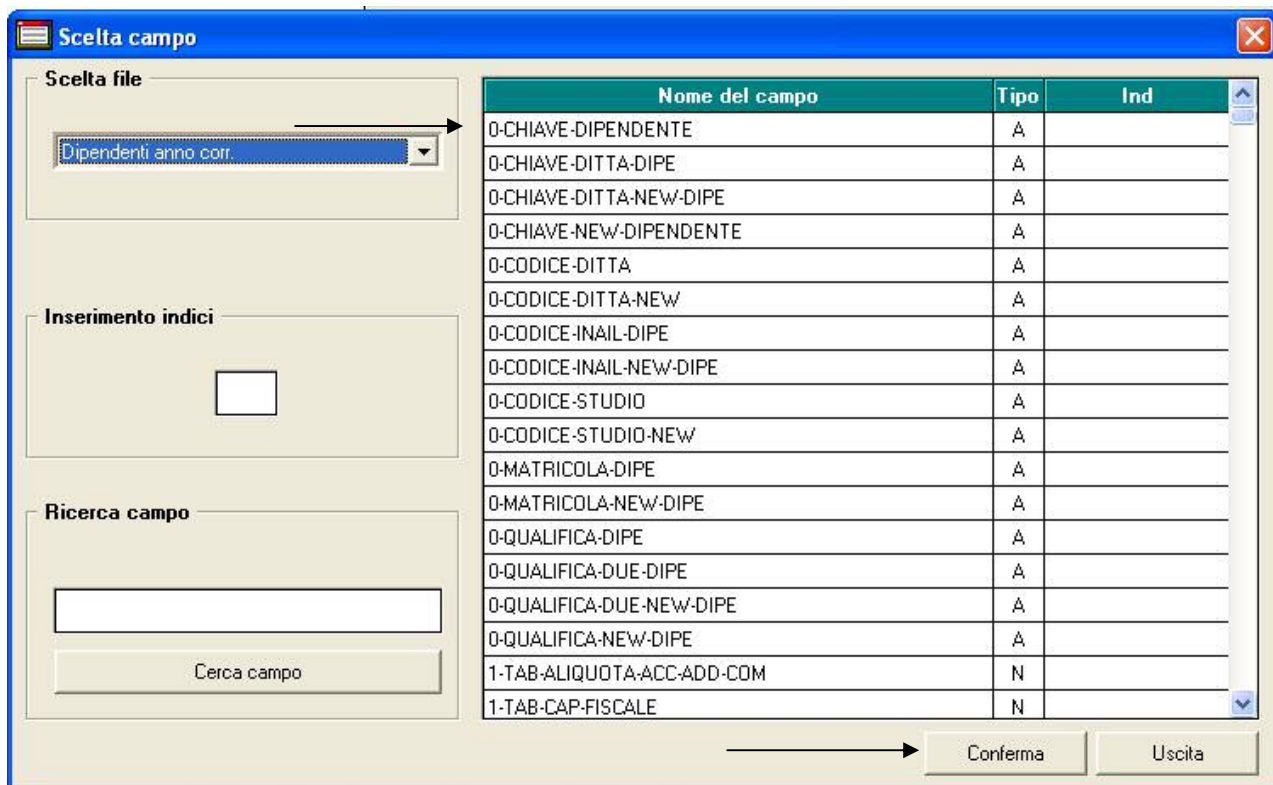 Scelta campo
Scelta file
Dipendenti anno corr.
Inserimento indici
Ricerca campo
Cerca campo
Nome del campo Tipo Ind
0-CHIAVE-DIPENDENTE A
0-CHIAVE-DITTA-DIPE A
0-CHIAVE-DITTA-NEW-DIPE A
0-CHIAVE-NEW-DIPENDENTE A
0-CODICE-DITTA A
0-CODICE-DITTA-NEW A
0-CODICE-INAIL-DIPE A
0-CODICE-INAIL-NEW-DIPE A
0-CODICE-STUDIO A
0-CODICE-STUDIO-NEW A
0-MATRICOLA-DIPE A
0-MATRICOLA-NEW-DIPE A
0-QUALIFICA-DIPE A
0-QUALIFICA-DUE-DIPE A
0-QUALIFICA-DUE-NEW-DIPE A
0-QUALIFICA-NEW-DIPE A
1-TAB-ALIQUOTA-ACC-ADD-COM N
1-TAB-CAP-FISCALE N
Conferma Uscita